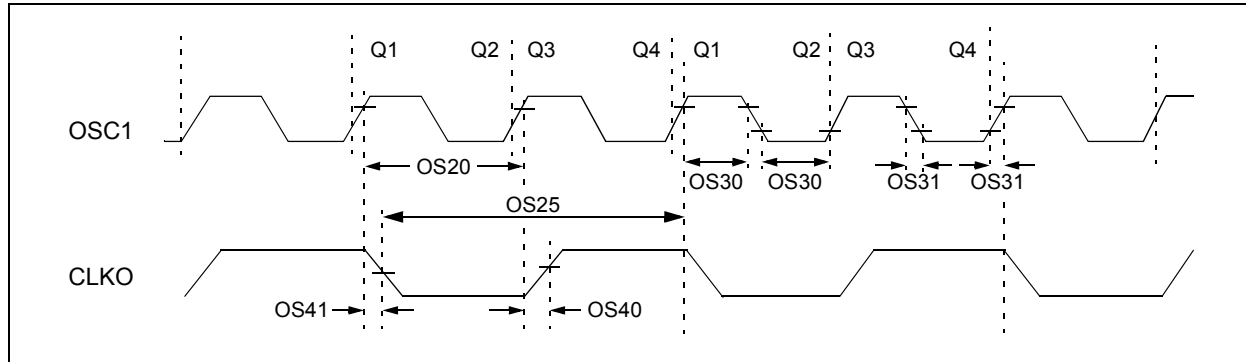 Q1 Q2 Q3 Q4 Q1 Q2 Q3 Q4
OSC1
OS20 OS30 OS30 OS31 OS31
OS25
CLKO
OS41 OS40